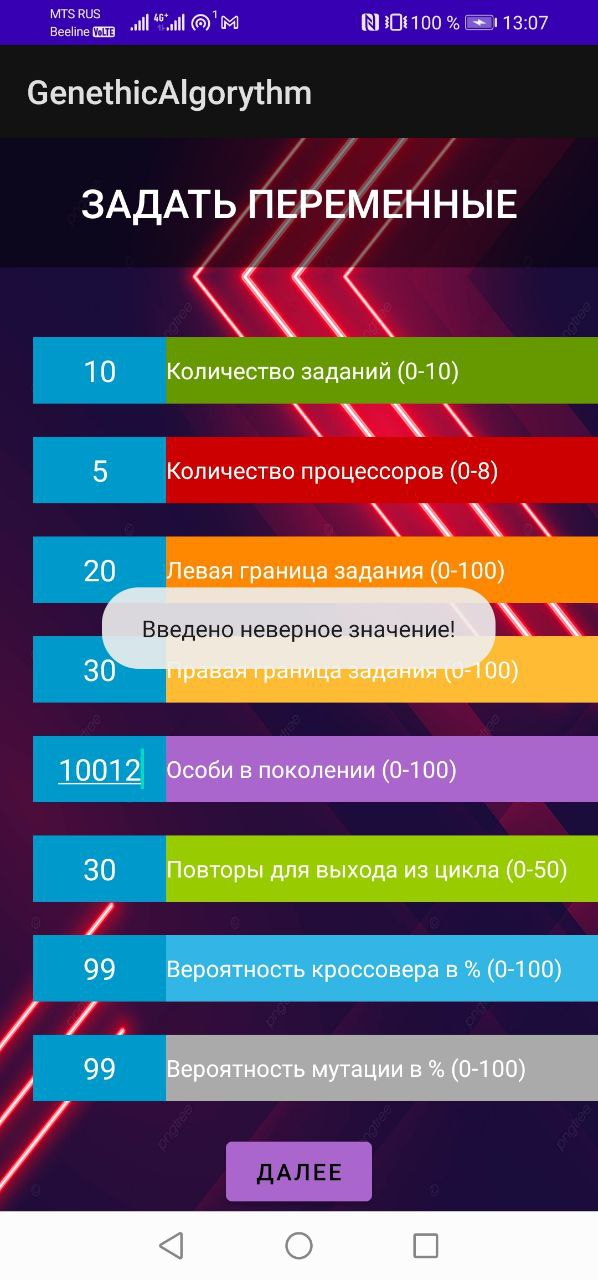 MTS RUS
Beeline VoLTE
4G+
1
100 %
13:07
GenethicAlgorythm
ЗАДАТЬ ПЕРЕМЕННЫЕ
10 Количество заданий (0-10)
5 Количество процессоров (0-8)
20 Левая граница задания (0-100)
Введено неверное значение!
30 Правая граница задания (0-100)
10012 Особи в поколении (0-100)
30 Повторы для выхода из цикла (0-50)
99 Вероятность кроссовера в % (0-100)
99 Вероятность мутации в % (0-100)
ДАЛЕЕ
pngtree